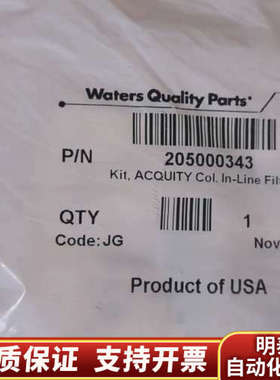 Waters Quality Parts
P/N 205000343
Kit, ACQUITY Col. In-Line Fil
QTY 1
Code: JG Nov
Product of USA
质保证 支持开票
自动化